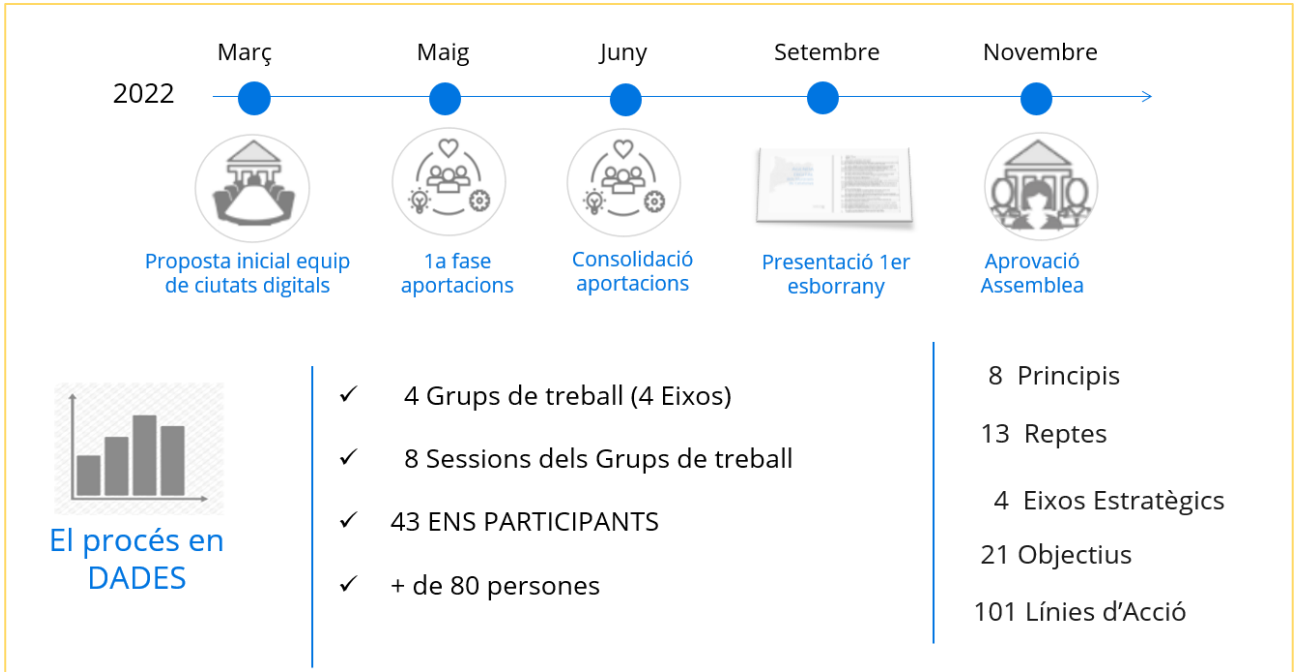 Març
Maig
Juny
Setembre
Novembre
2022
Proposta inicial equip
de ciutats digitals
1a fase
aportacions
Consolidació
aportacions
Presentació 1er
esborrany
Aprovació
Assemblea
El procés en
DADES
✓ 4 Grups de treball (4 Eixos)
✓ 8 Sessions dels Grups de treball
✓ 43 ENS PARTICIPANTS
✓ + de 80 persones
8 Principis
13 Reptes
4 Eixos Estratègics
21 Objectius
101 Línies d’Acció